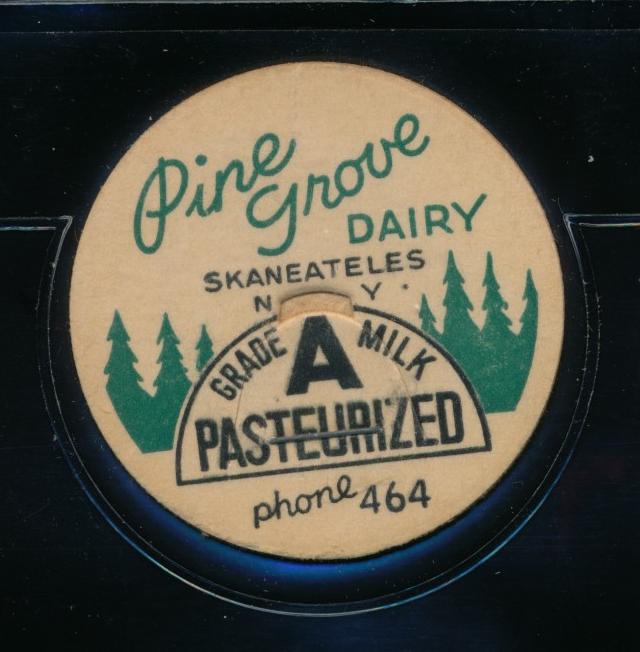 Pine
Grove
DAIRY
SKANEATELES
N Y.
GRADE A MILK
PASTEURIZED
phone 464